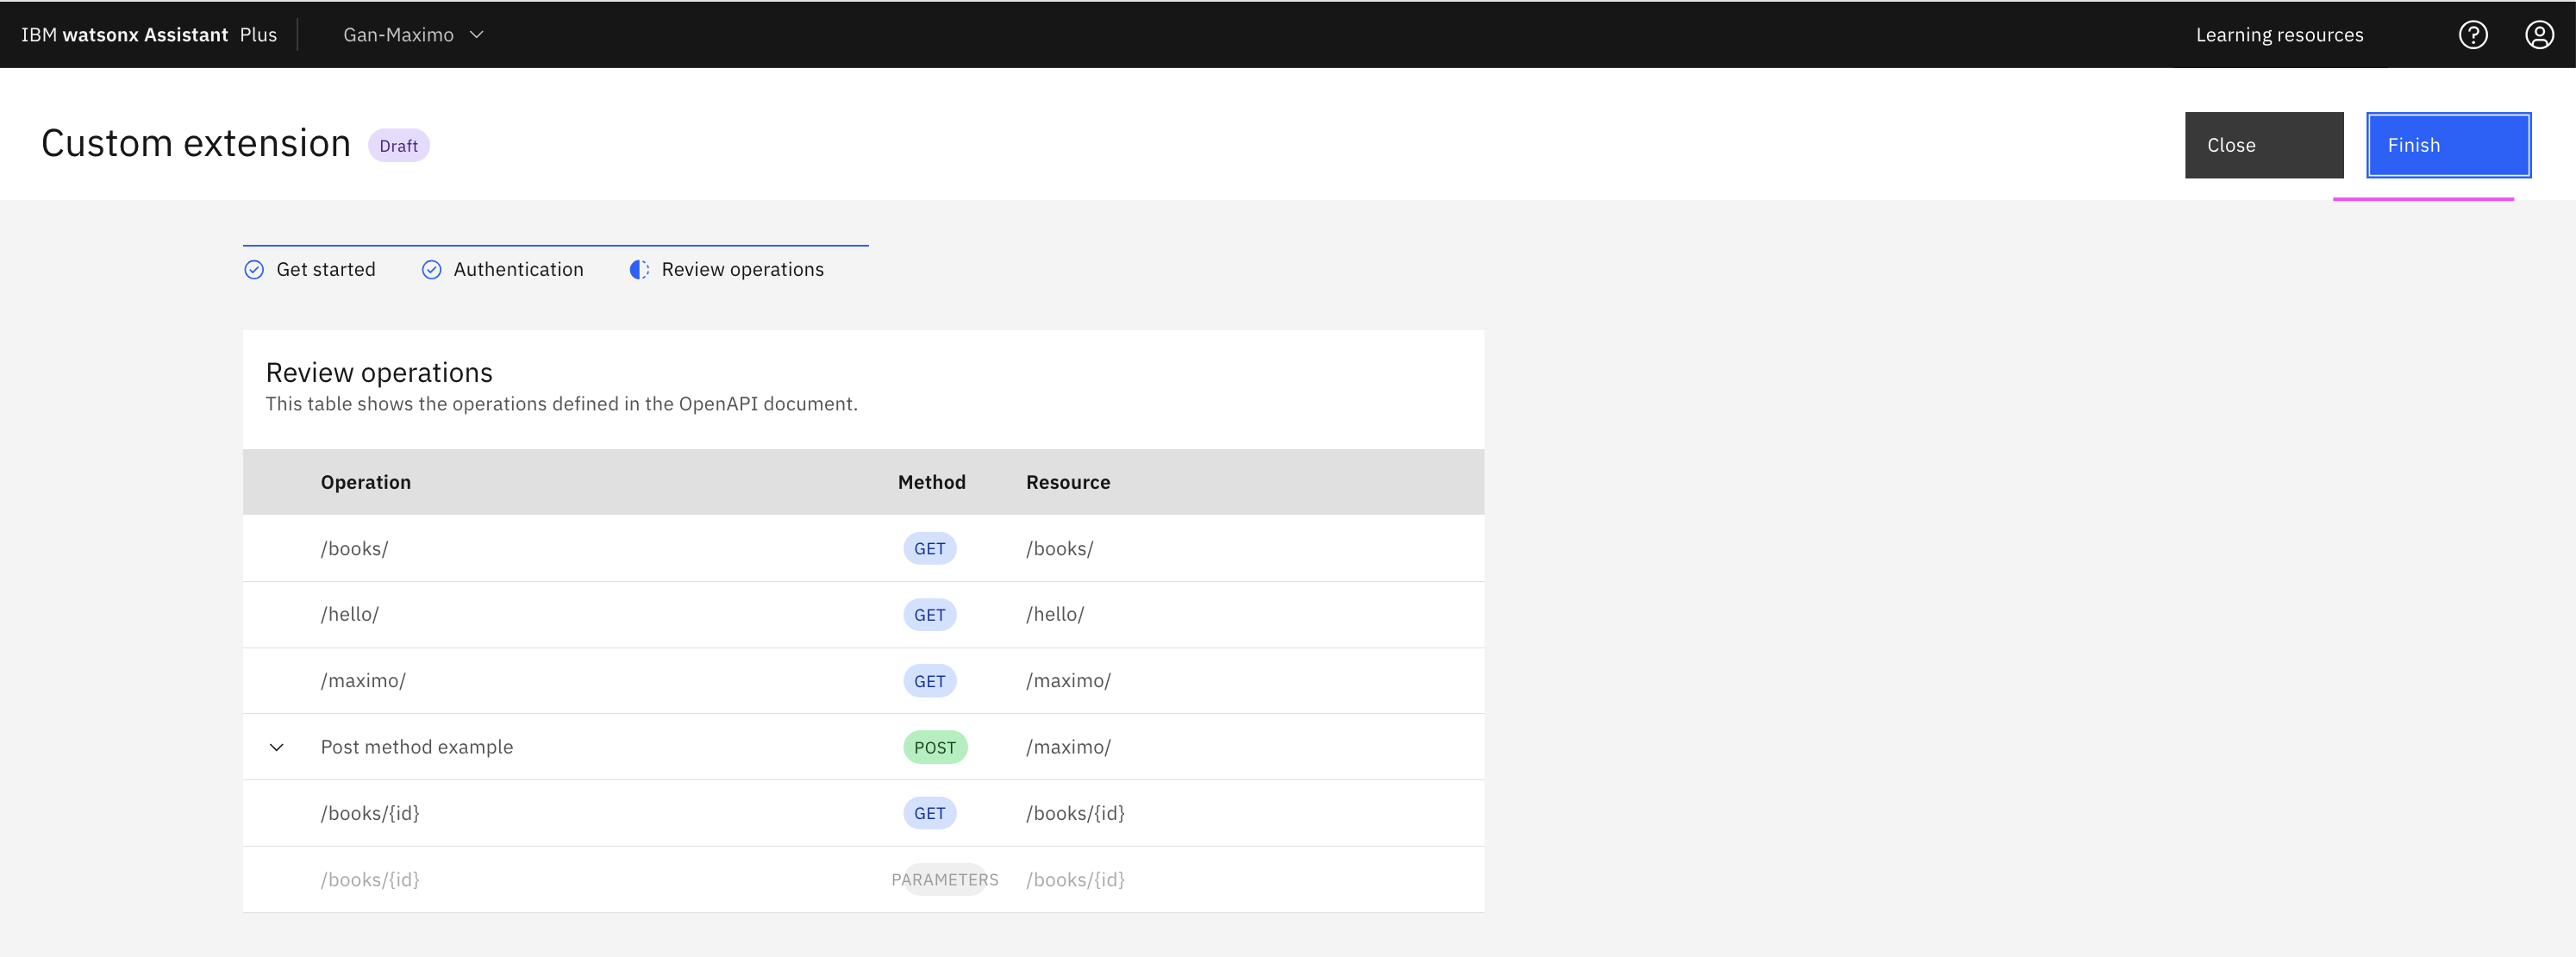 IBM watsonx Assistant Plus Gan-Maximo Learning resources
Custom extension Draft Close Finish
Get started Authentication Review operations
Review operations
This table shows the operations defined in the OpenAPI document.
Operation Method Resource
/books/ GET /books/
/hello/ GET /hello/
/maximo/ GET /maximo/
Post method example POST /maximo/
/books/{id} GET /books/{id}
/books/{id} PARAMETERS /books/{id}